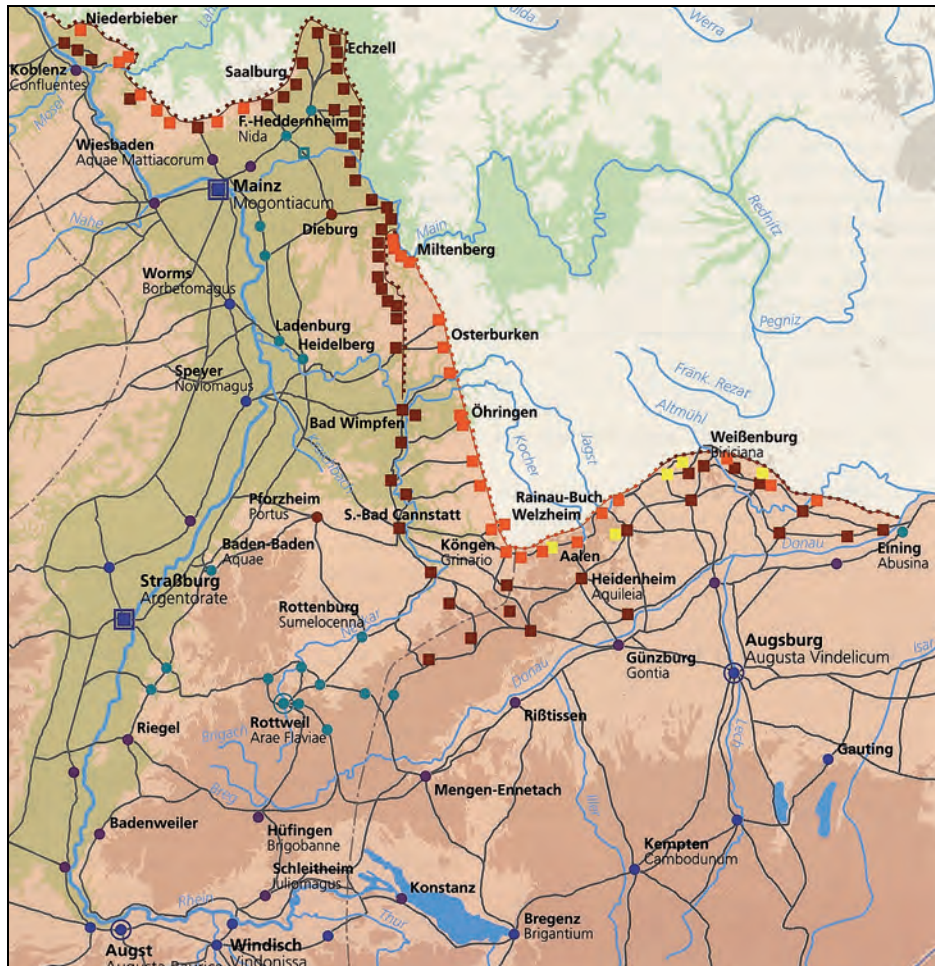 Niederbieber
Lahn
Fulda
Werra
Echzell
Koblenz
Confluentes
Saalburg
Mosel
F.-Heddernheim
Nida
Wiesbaden
Aquae Mattiacorum
Mainz
Mogontiacum
Rednitz
Nahe
Dieburg
Main
Miltenberg
Worms
Borbetomagus
Ladenburg
Heidelberg
Osterburken
Pegniz
Speyer
Noviomagus
Fränk. Rezar
Altmühl
Öhringen
Bad Wimpfen
Kocher
Jagst
Weißenburg
Biriciana
Pforzheim
Portus
S.-Bad Cannstatt
Rainau-Buch
Welzheim
Baden-Baden
Aquae
Köngen
Grinario
Aalen
Donau
Eining
Abusina
Straßburg
Argentorate
Heidenheim
Aquileia
Rottenburg
Sumelocenna
Neckar
Augsburg
Augusta Vindelicum
Isar
Günzburg
Gontia
Donau
Rottweil
Arae Flaviae
Rißtissen
Riegel
Brigach
Lech
Gauting
Breg
Mengen-Ennetach
Iller
Badenweiler
Hüfingen
Brigobanne
Kempten
Cambodunum
Schleitheim
Juliomagus
Konstanz
Rhein
Thur
Bregenz
Brigantium
Augst
Windisch
Vindonissa